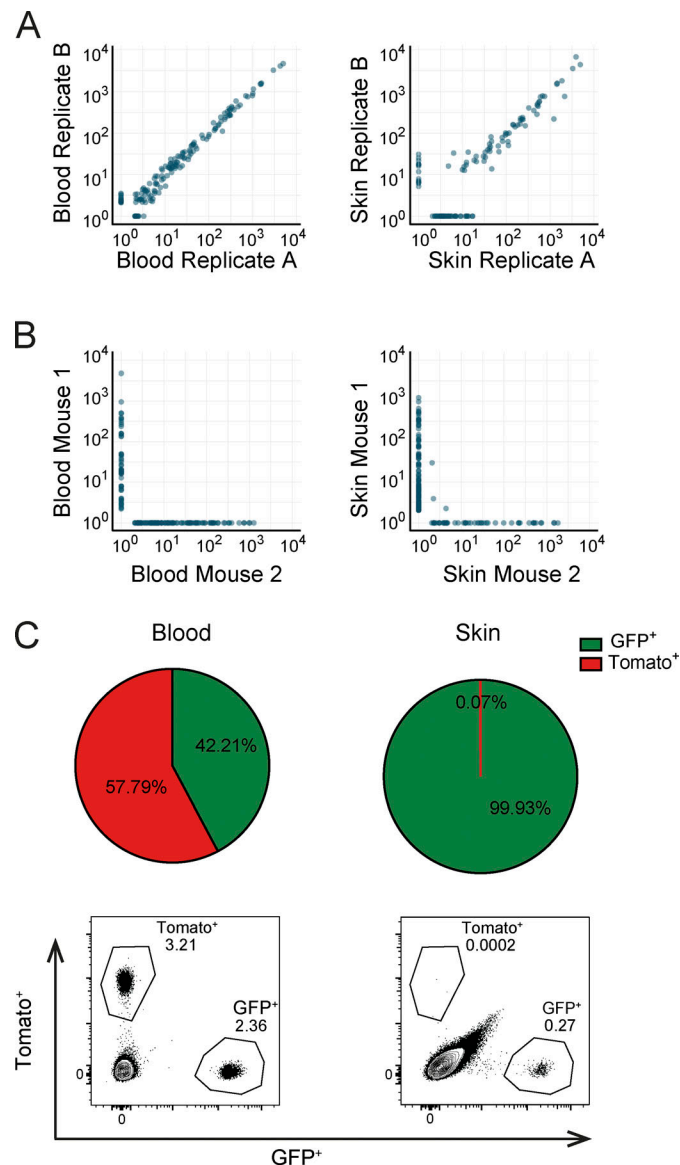 A
Blood Replicate B
10⁴
10³
10²
10¹
10⁰
10⁰ 10¹ 10² 10³ 10⁴
Blood Replicate A
Skin Replicate B
10⁴
10³
10²
10¹
10⁰
10⁰ 10¹ 10² 10³ 10⁴
Skin Replicate A
B
Blood Mouse 1
10⁴
10³
10²
10¹
10⁰
10⁰ 10¹ 10² 10³ 10⁴
Blood Mouse 2
Skin Mouse 1
10⁴
10³
10²
10¹
10⁰
10⁰ 10¹ 10² 10³ 10⁴
Skin Mouse 2
C
Blood
42.21%
57.79%
Skin
0.07%
99.93%
GFP⁺
Tomato⁺
Tomato⁺
Tomato⁺
3.21
GFP⁺
2.36
0
0
Tomato⁺
0.0002
GFP⁺
0.27
0
0
GFP⁺